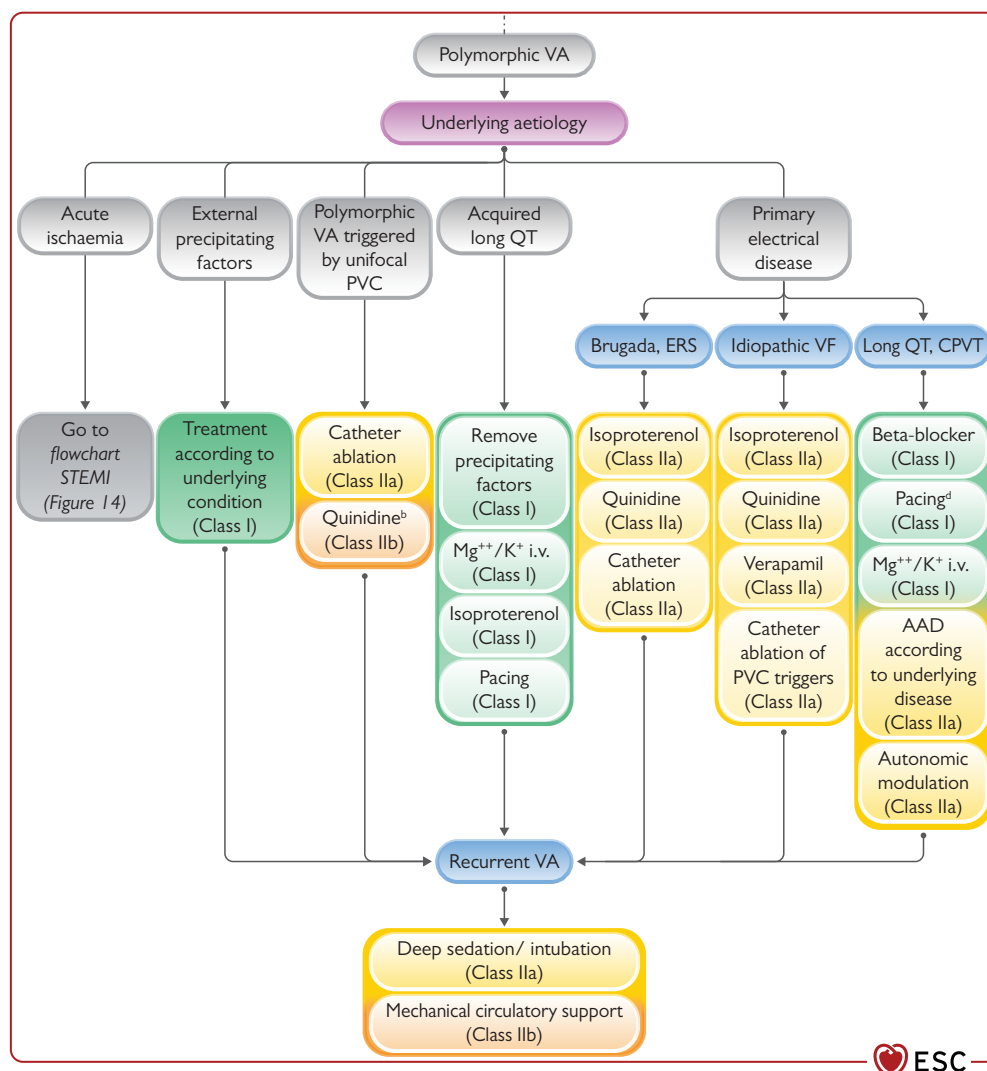 Polymorphic VA
Underlying aetiology
Acute
ischaemia
External
precipitating
factors
Polymorphic
VA triggered
by unifocal
PVC
Acquired
long QT
Primary
electrical
disease
Brugada, ERS
Idiopathic VF
Long QT, CPVT
Go to
flowchart
STEMI
(Figure 14)
Treatment
according to
underlying
condition
(Class I)
Catheter
ablation
(Class IIa)
Quinidineᵇ
(Class IIb)
Remove
precipitating
factors
(Class I)
Mg⁺⁺/K⁺ i.v.
(Class I)
Isoproterenol
(Class I)
Pacing
(Class I)
Isoproterenol
(Class IIa)
Quinidine
(Class IIa)
Catheter
ablation
(Class IIa)
Isoproterenol
(Class IIa)
Quinidine
(Class IIa)
Verapamil
(Class IIa)
Catheter
ablation of
PVC triggers
(Class IIa)
Beta-blocker
(Class I)
Pacingᵈ
(Class I)
Mg⁺⁺/K⁺ i.v.
(Class I)
AAD
according
to underlying
disease
(Class IIa)
Autonomic
modulation
(Class IIa)
Recurrent VA
Deep sedation/ intubation
(Class IIa)
Mechanical circulatory support
(Class IIb)
ESC